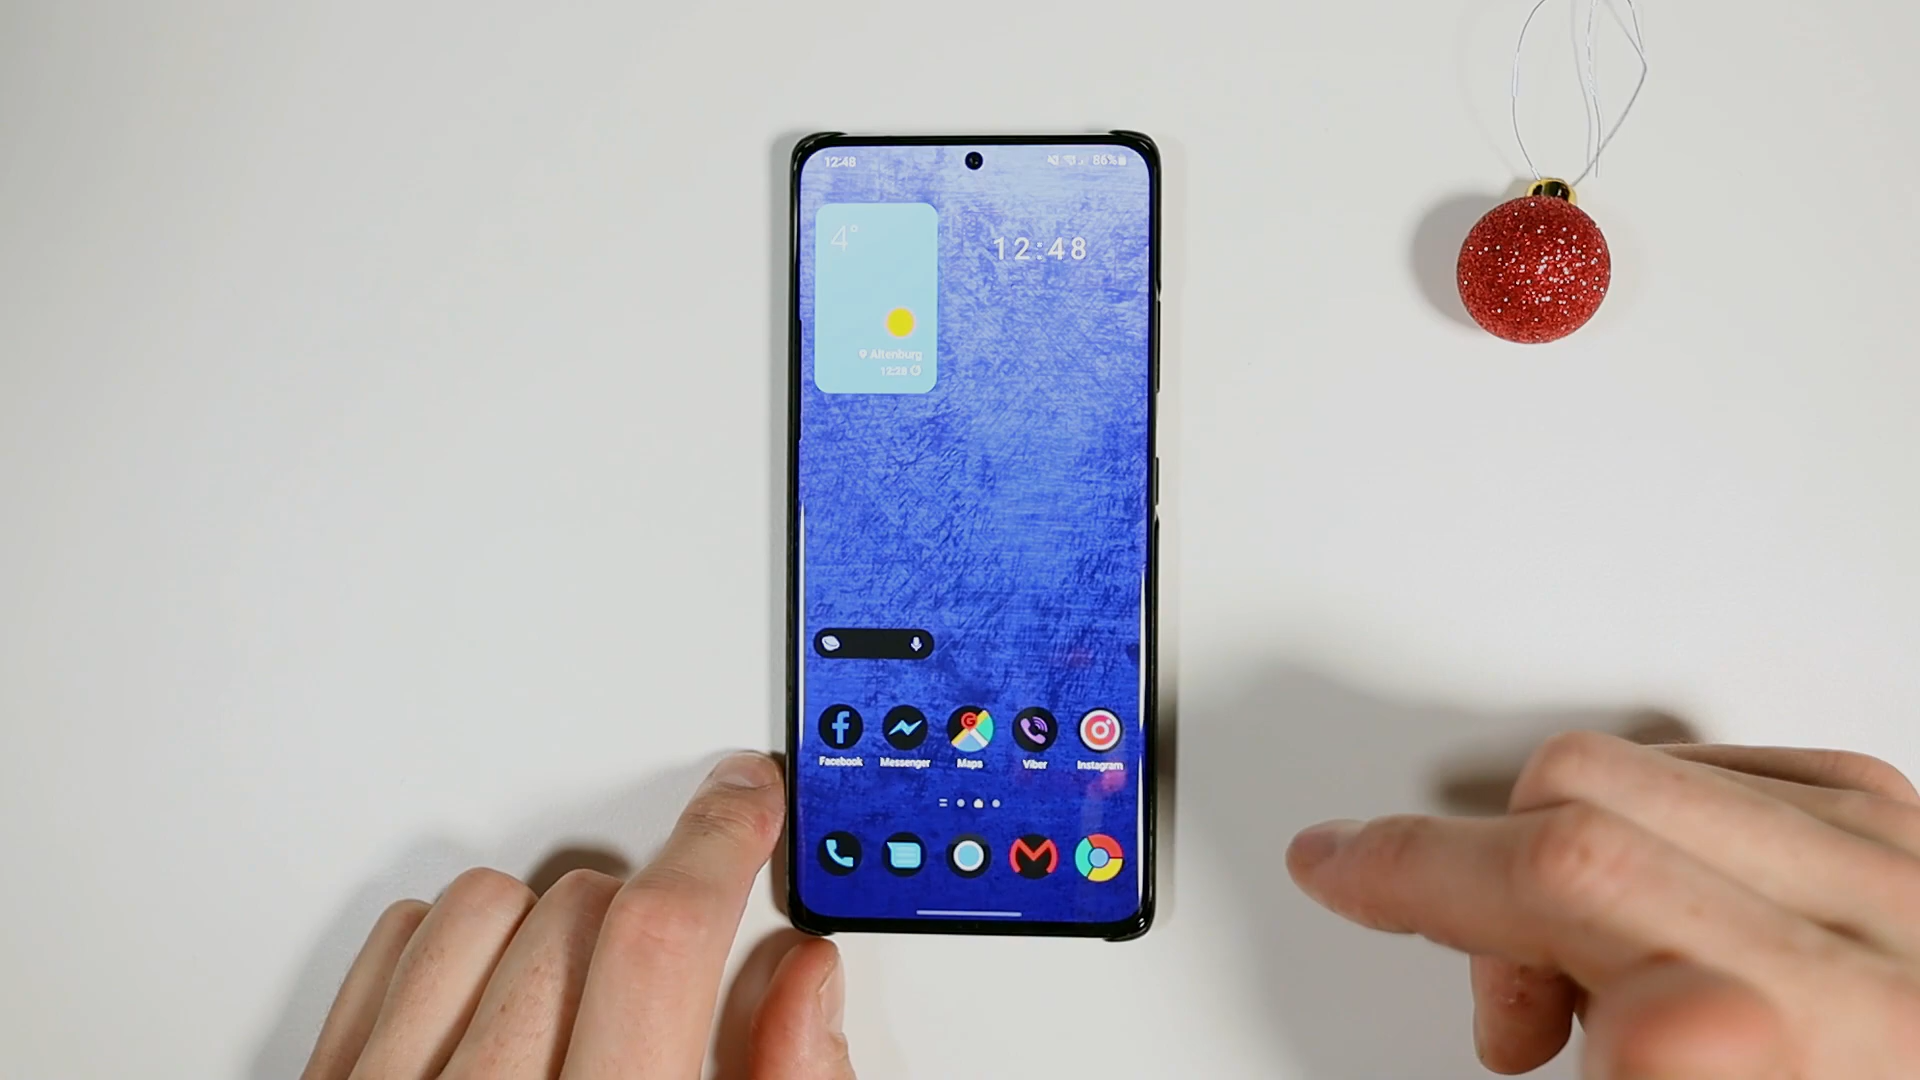 12:48
86%
4°
12:48
Altenburg
12:28
Facebook
Messenger
Maps
Viber
Instagram